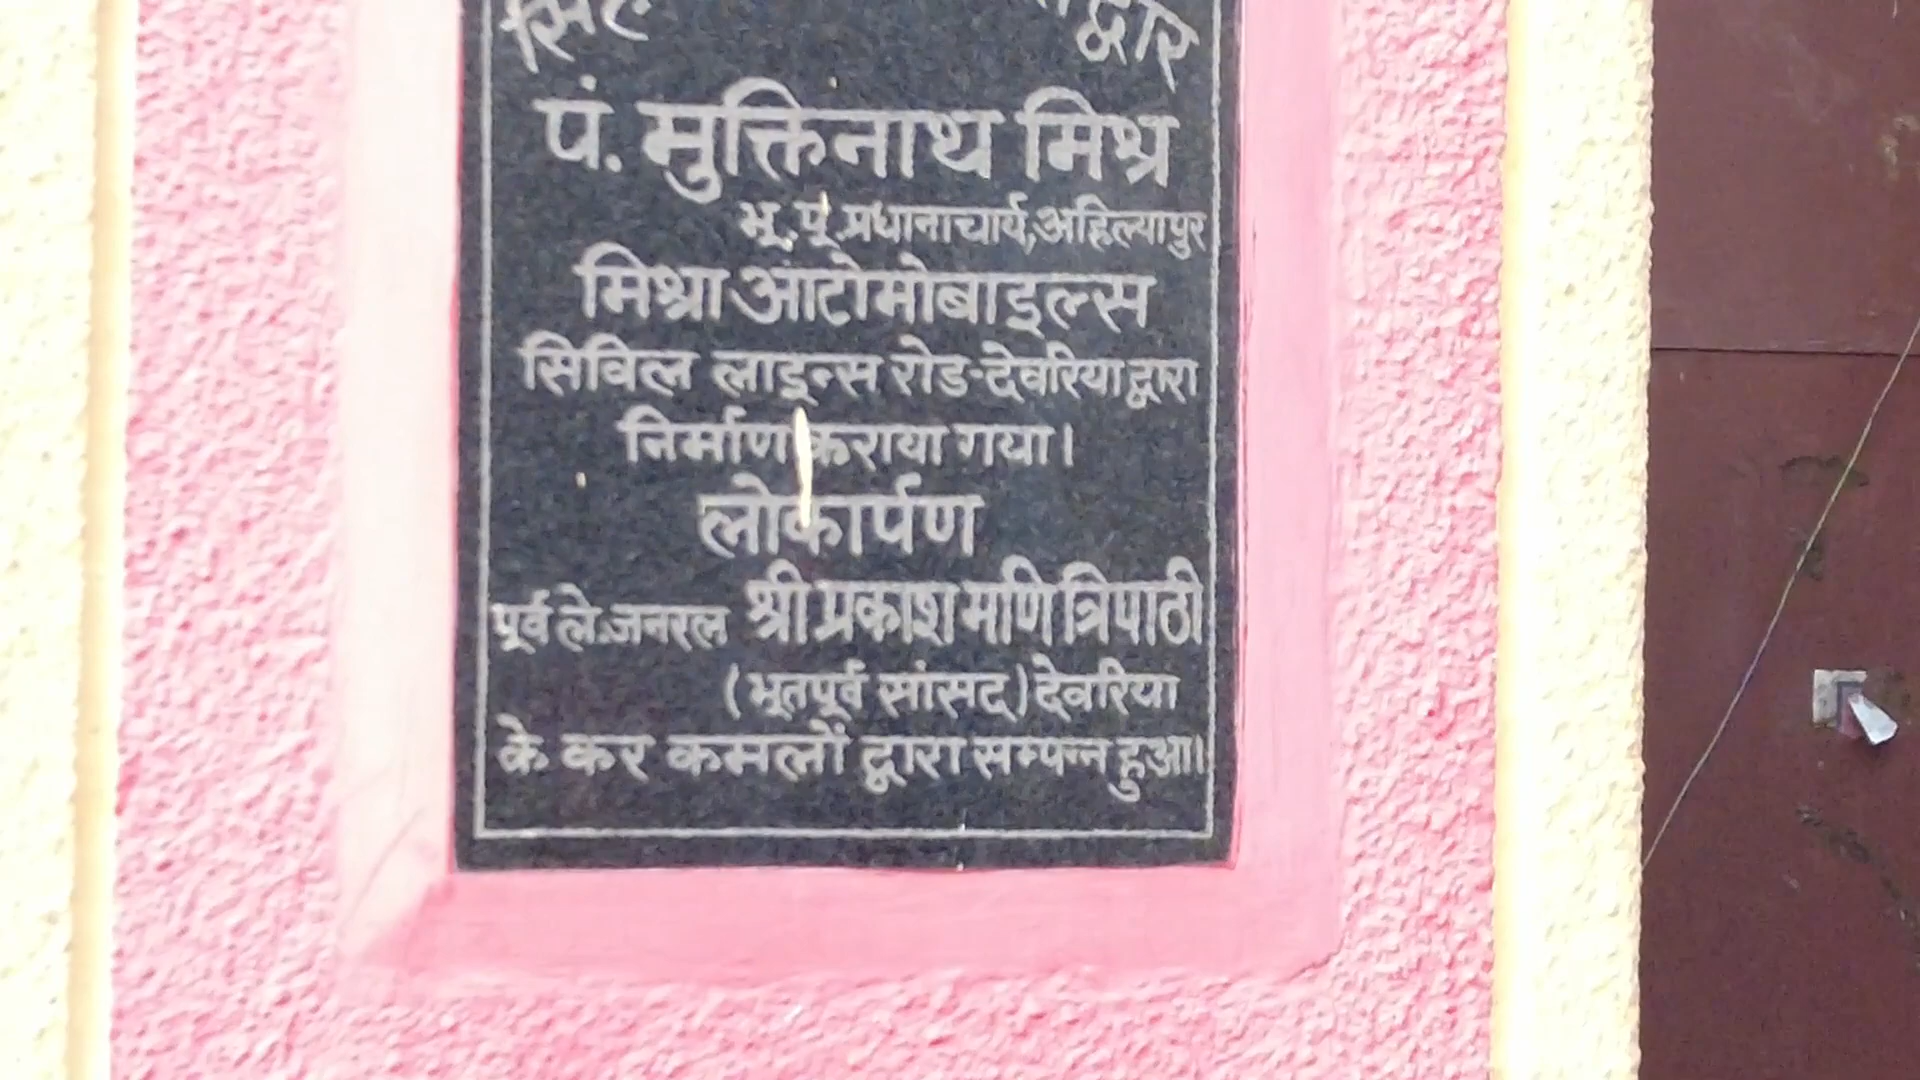 द्वार
पं. मुक्तिनाथ मिश्र
भू.पू.प्रधानाचार्य,अहिल्यापुर
मिश्रा आटोमोबाइल्स
सिविल लाइन्स रोड-देवरिया द्वारा
निर्माण कराया गया।
लोकार्पण
पूर्व ले.जनरल श्री प्रकाश मणि त्रिपाठी
(भूतपूर्व सांसद) देवरिया
के कर कमलों द्वारा सम्पन्न हुआ।